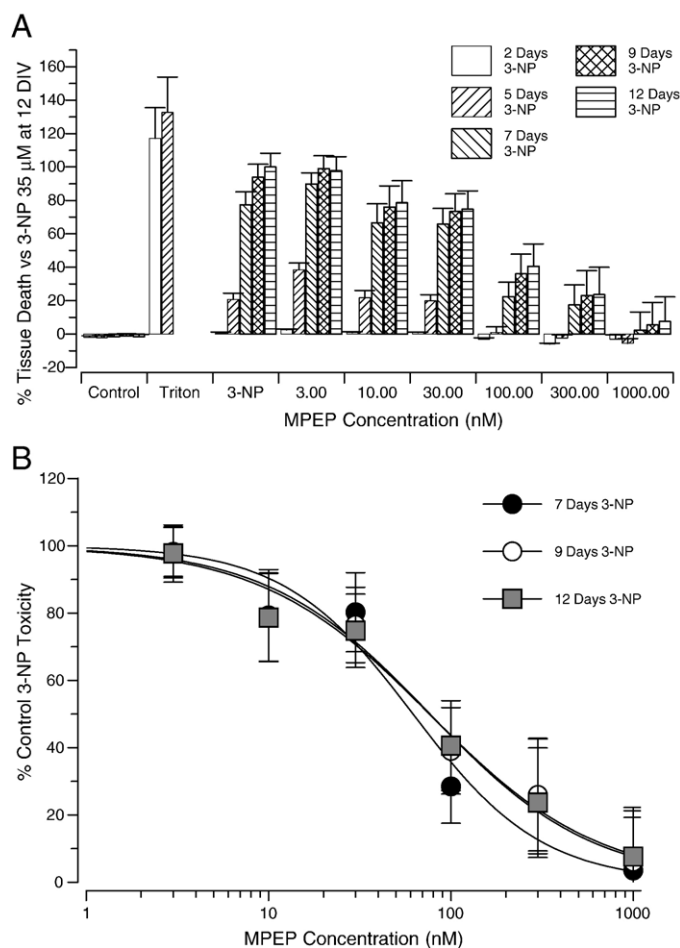 A
% Tissue Death vs 3-NP 35 µM at 12 DIV
160
140
120
100
80
60
40
20
0
-20
2 Days
3-NP
5 Days
3-NP
7 Days
3-NP
9 Days
3-NP
12 Days
3-NP
Control Triton 3-NP 3.00 10.00 30.00 100.00 300.00 1000.00
MPEP Concentration (nM)
B
% Control 3-NP Toxicity
120
100
80
60
40
20
0
7 Days 3-NP
9 Days 3-NP
12 Days 3-NP
1 10 100 1000
MPEP Concentration (nM)